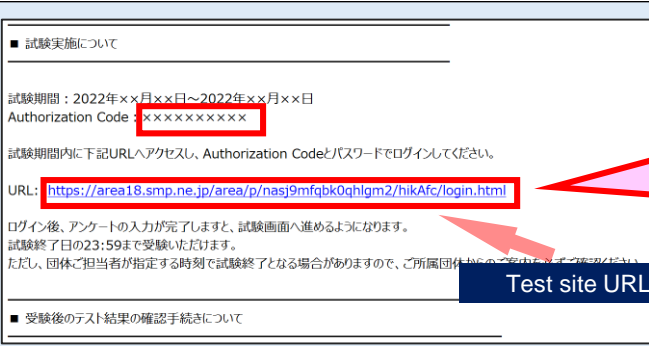 ■ 試験実施について
試験期間：2022年××月××日～2022年××月××日
Authorization Code：××××××××××
試験期間内に下記URLへアクセスし、Authorization Codeとパスワードでログインしてください。
URL: https://area18.smp.ne.jp/area/p/nasj9mfqbk0qhlgm2/hikAfc/login.html
ログイン後、アンケートの入力が完了しますと、試験画面へ進めるようになります。
試験終了日の23:59まで受験いただけます。
ただし、団体ご担当者が指定する時刻で試験終了となる場合がありますので、ご所属団体からのご案内を必ずご確認ください
Test site URL
■ 受験後のテスト結果の確認手続きについて